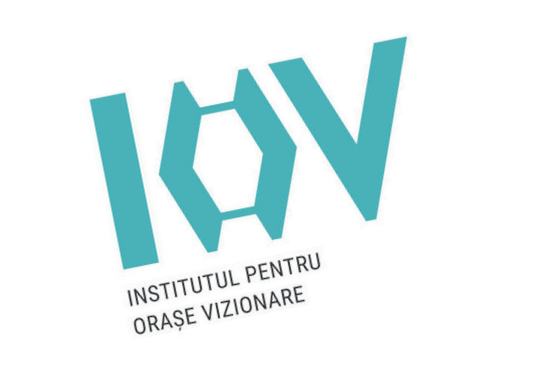 IOV
INSTITUTUL PENTRU
ORAȘE VIZIONARE